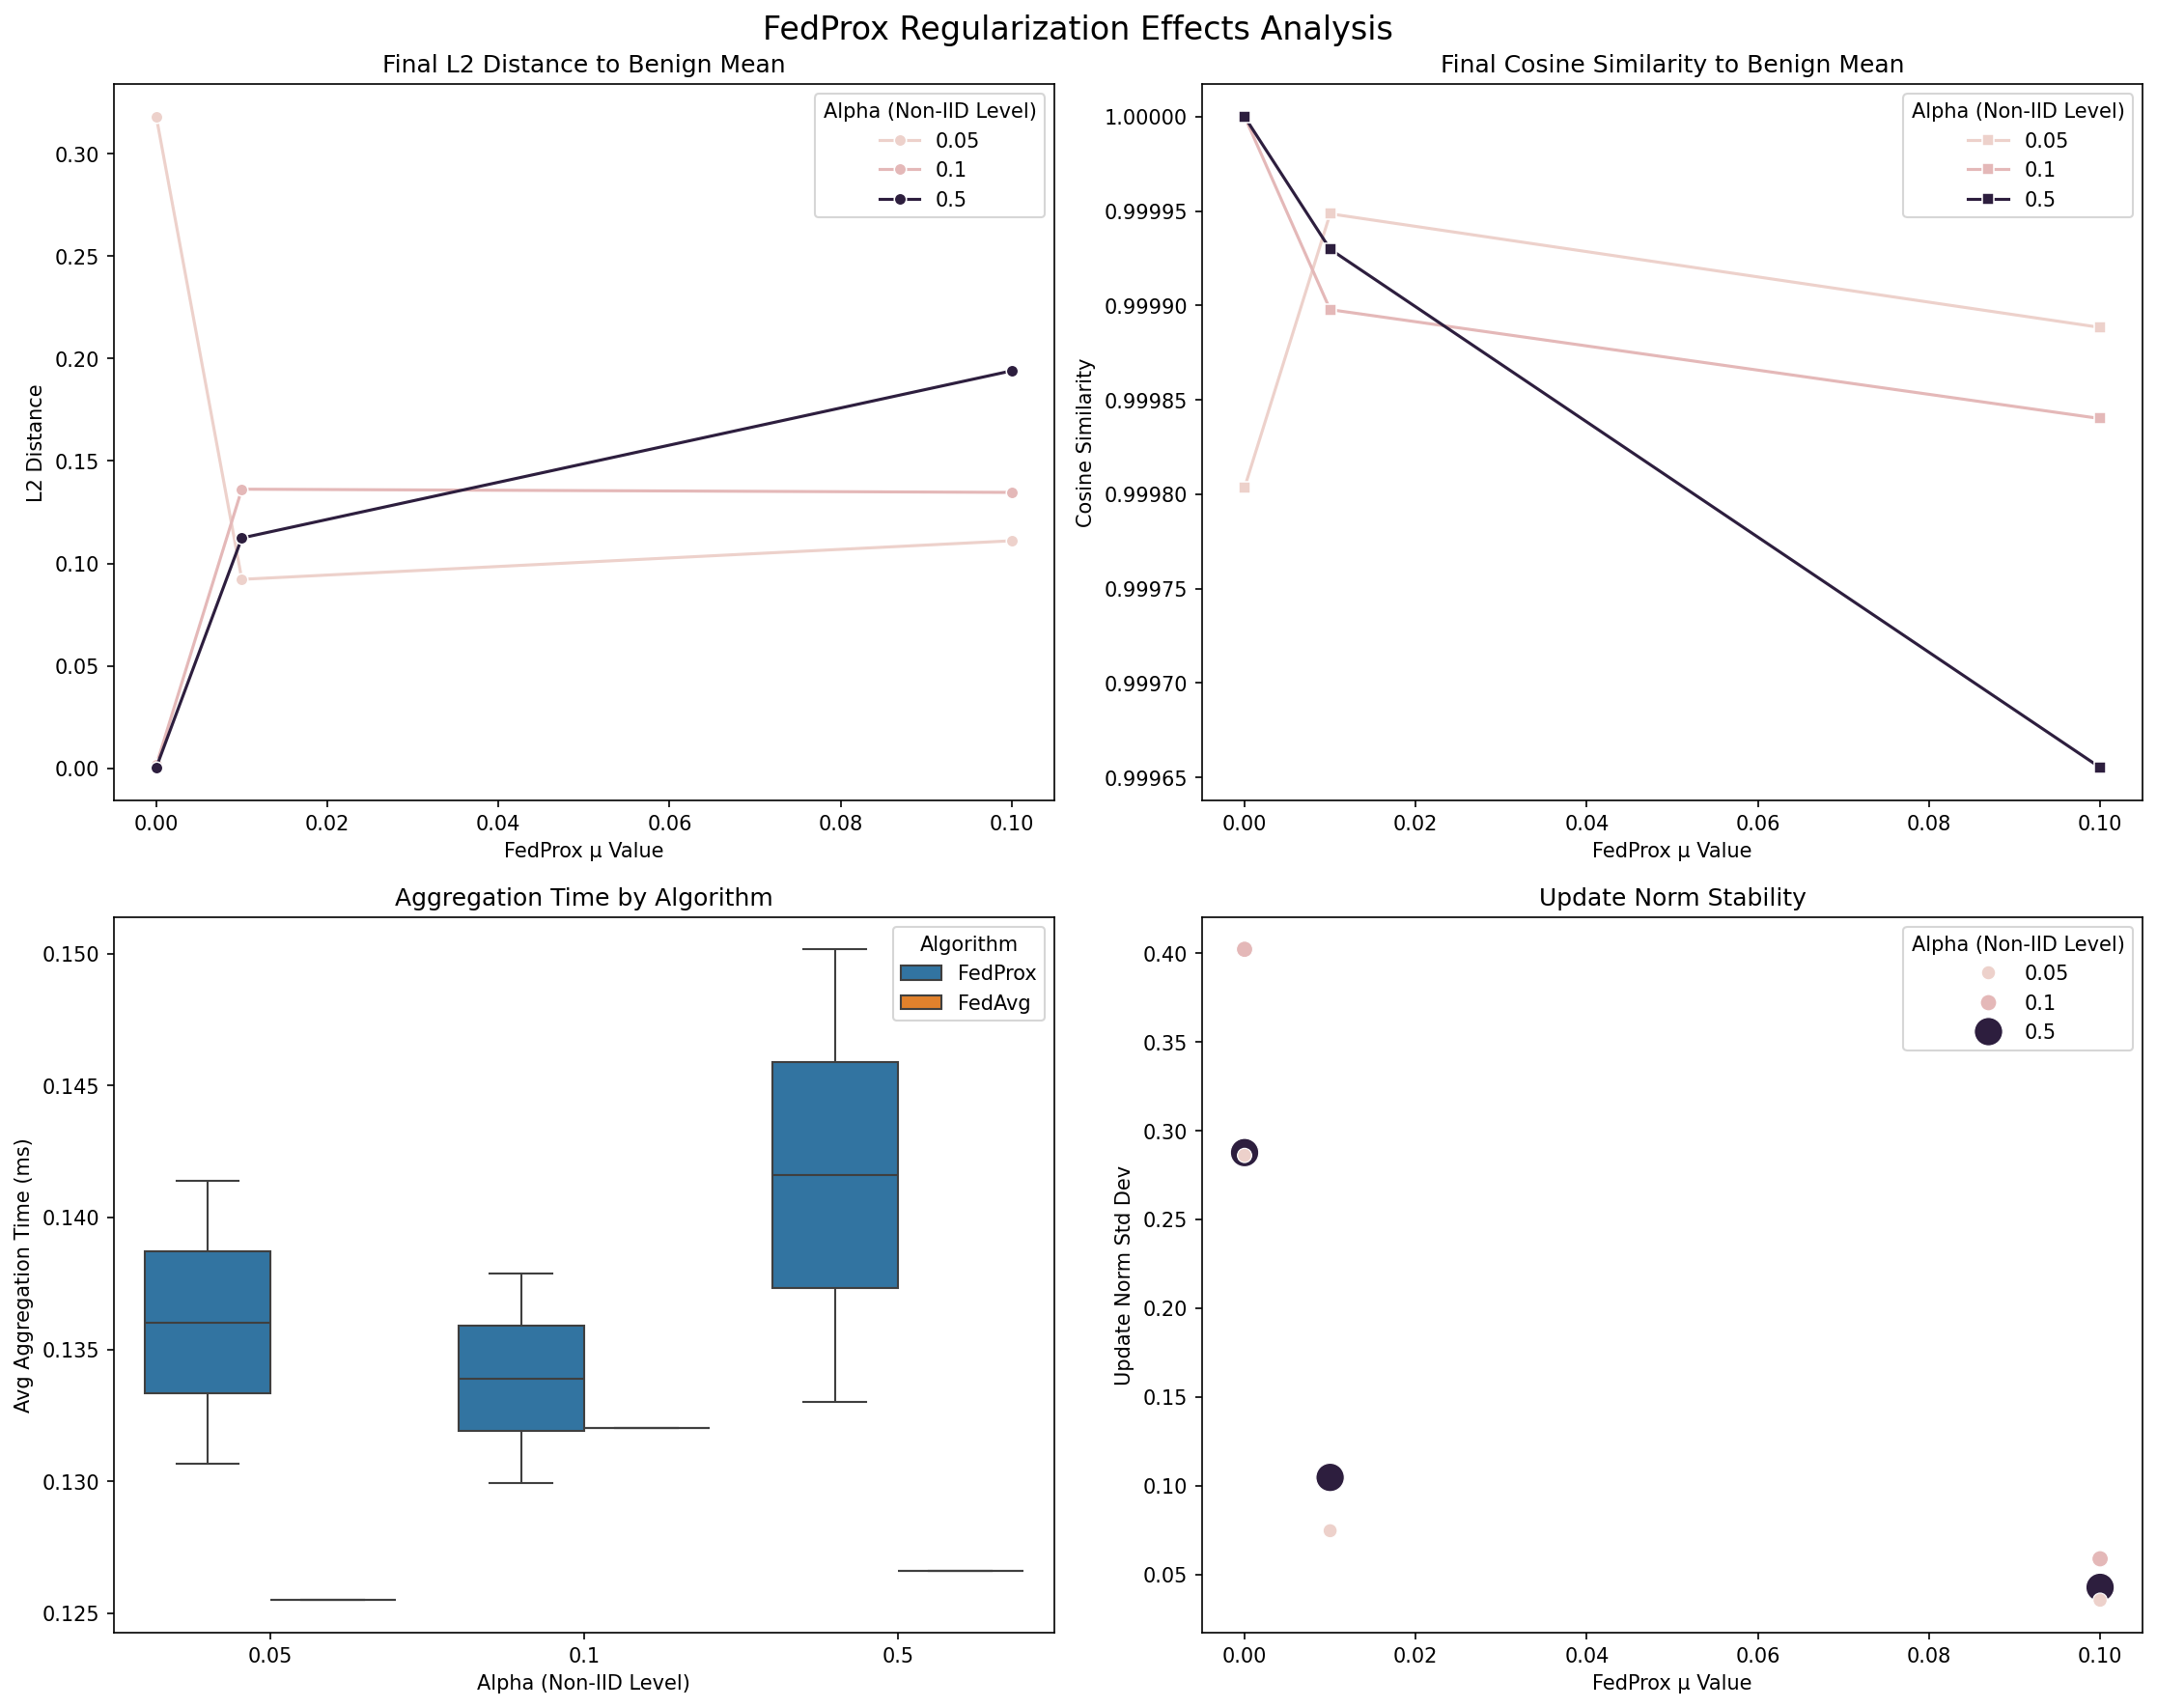 FedProx Regularization Effects Analysis
Final L2 Distance to Benign Mean
L2 Distance
0.30
0.25
0.20
0.15
0.10
0.05
0.00
0.00 0.02 0.04 0.06 0.08 0.10
FedProx μ Value
Alpha (Non-IID Level)
0.05
0.1
0.5
Final Cosine Similarity to Benign Mean
Cosine Similarity
1.00000
0.99995
0.99990
0.99985
0.99980
0.99975
0.99970
0.99965
0.00 0.02 0.04 0.06 0.08 0.10
FedProx μ Value
Alpha (Non-IID Level)
0.05
0.1
0.5
Aggregation Time by Algorithm
Avg Aggregation Time (ms)
0.150
0.145
0.140
0.135
0.130
0.125
0.05 0.1 0.5
Alpha (Non-IID Level)
Algorithm
FedProx
FedAvg
Update Norm Stability
Update Norm Std Dev
0.40
0.35
0.30
0.25
0.20
0.15
0.10
0.05
0.00 0.02 0.04 0.06 0.08 0.10
FedProx μ Value
Alpha (Non-IID Level)
0.05
0.1
0.5